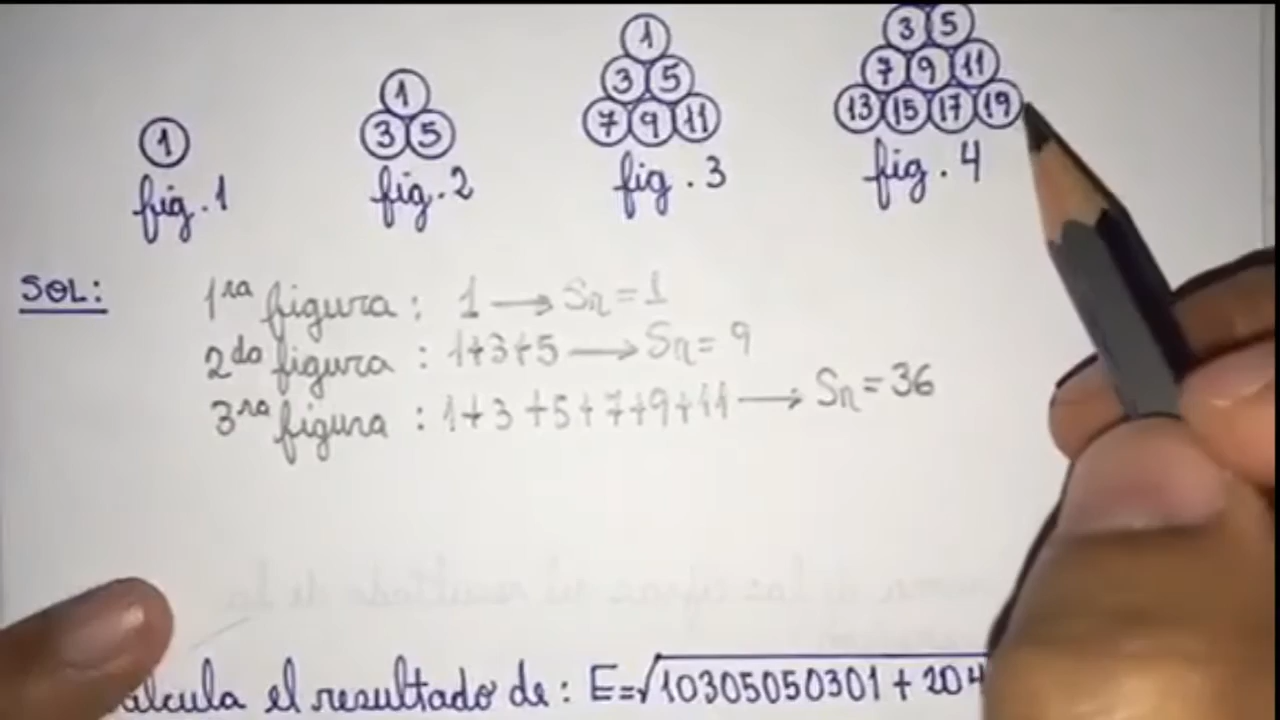 3 5
1 7 9 11
1 3 5 13 15 17 19
1 3 5 7 9 11
fig. 1 fig. 2 fig. 3 fig. 4
SOL:
1ra figura : 1 → Sn = 1
2do figura : 1+3+5 → Sn = 9
3ra figura : 1+3+5+7+9+11 → Sn = 36
alcula el resultado de: E=√10305050301 + 204